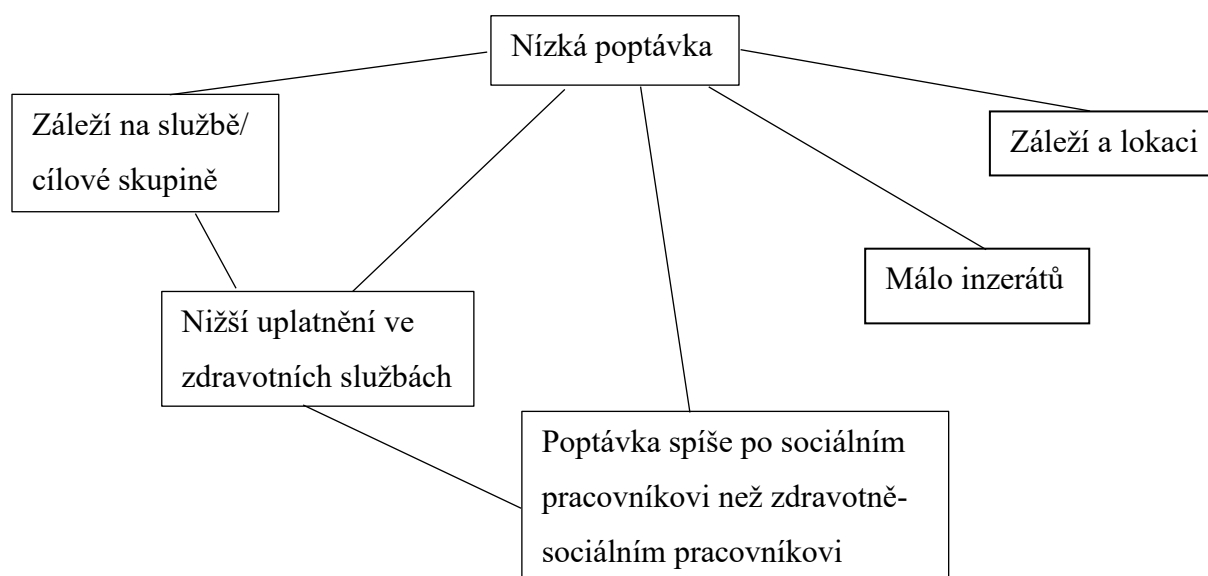 Nízká poptávka
Záleží na službě/
cílové skupině
Záleží a lokaci
Málo inzerátů
Nižší uplatnění ve
zdravotních službách
Poptávka spíše po sociálním
pracovníkovi než zdravotně-
sociálním pracovníkovi